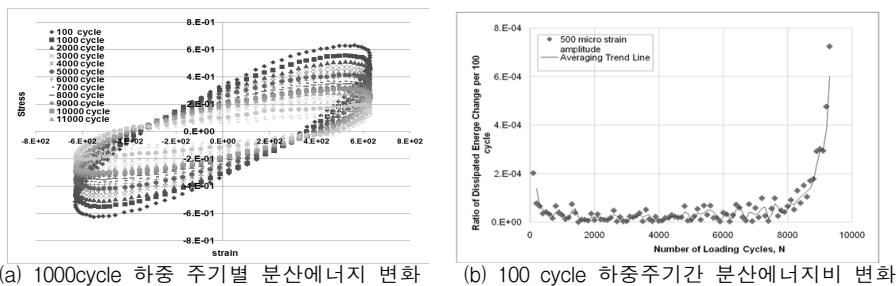 8.E-01
6.E-01
4.E-01
2.E-01
0.E+00
-2.E-01
-4.E-01
-6.E-01
-8.E-01
-8.E+02 -6.E+02 -4.E+02 -2.E+02 0.E+00 2.E+02 4.E+02 6.E+02 8.E+02
Stress
strain
100 cycle
1000 cycle
2000 cycle
3000 cycle
4000 cycle
5000 cycle
6000 cycle
7000 cycle
8000 cycle
9000 cycle
10000 cycle
11000 cycle
(a) 1000cycle 하중 주기별 분산에너지 변화
8.E-04
6.E-04
4.E-04
2.E-04
0.E+00
0 2000 4000 6000 8000 10000
Ratio of Dissipated Energe Change per 100
cycle
Number of Loading Cycles, N
500 micro strain
amplitude
Averaging Trend Line
(b) 100 cycle 하중주기간 분산에너지비 변화